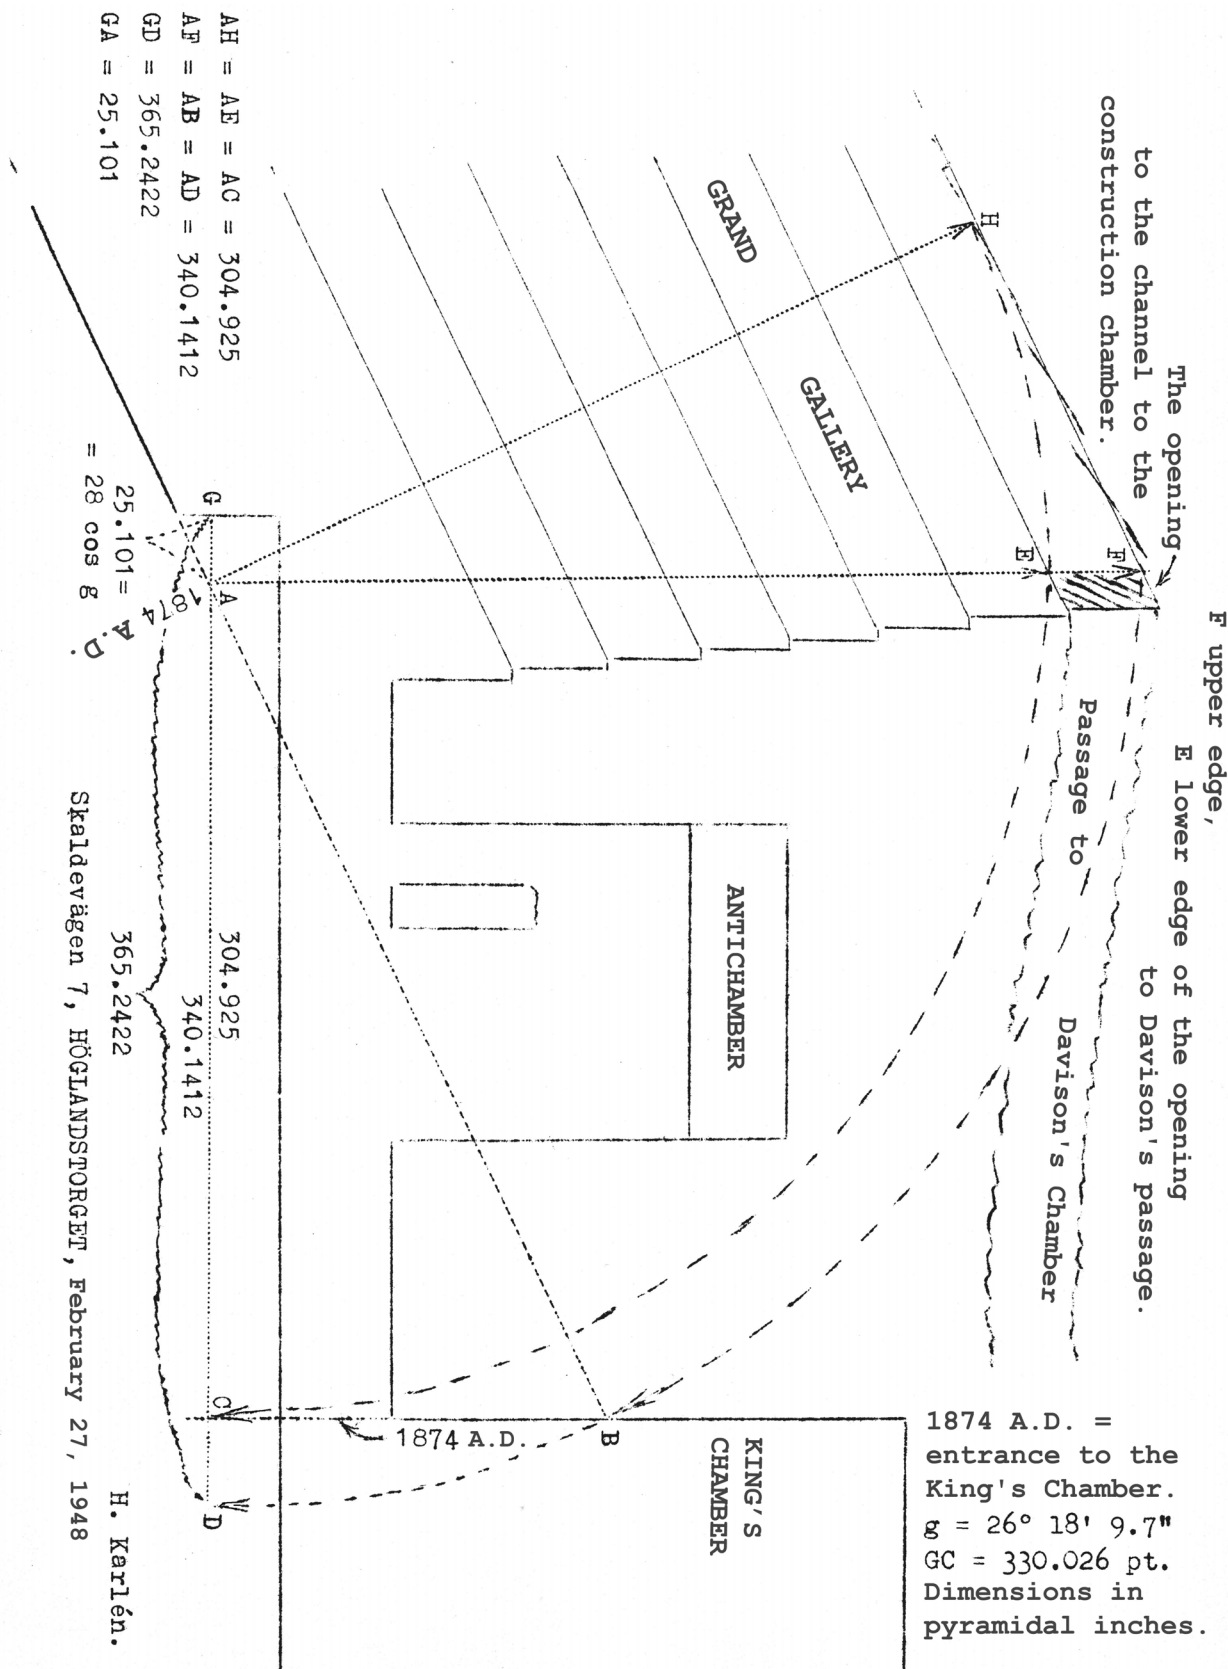 The opening
to the channel to the
construction chamber.
F upper edge,
E lower edge of the opening
to Davison's passage.
H
E
F
GRAND
GALLERY
Passage to
Davison's Chamber
ANTICHAMBER
KING'S
CHAMBER
B
1874 A.D.
1874 A.D. =
entrance to the
King's Chamber.
g = 26° 18' 9.7"
GC = 330.026 pt.
Dimensions in
pyramidal inches.
AH = AE = AC = 304.925
AF = AB = AD = 340.1412
GD = 365.2422
GA = 25.101
G
A
C
D
304.925
340.1412
365.2422
25.101=
= 28 cos g
1874 A.D.
Skaldevägen 7, HÖGLANDSTORGET, February 27, 1948
H. Karlén.